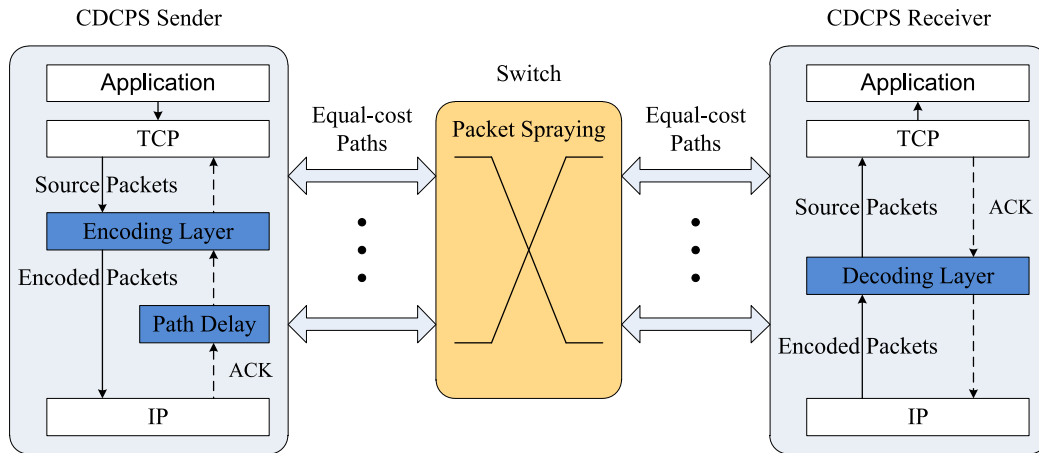 CDCPS Sender
Application
TCP
Source Packets
Encoding Layer
Encoded Packets
Path Delay
ACK
IP
Equal-cost
Paths
Switch
Packet Spraying
Equal-cost
Paths
CDCPS Receiver
Application
TCP
Source Packets
ACK
Decoding Layer
Encoded Packets
IP